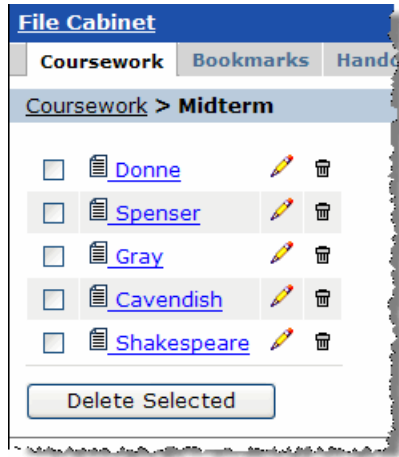 File Cabinet
Coursework Bookmarks
Coursework > Midterm
Donne
Spenser
Gray
Cavendish
Shakespeare
Delete Selected